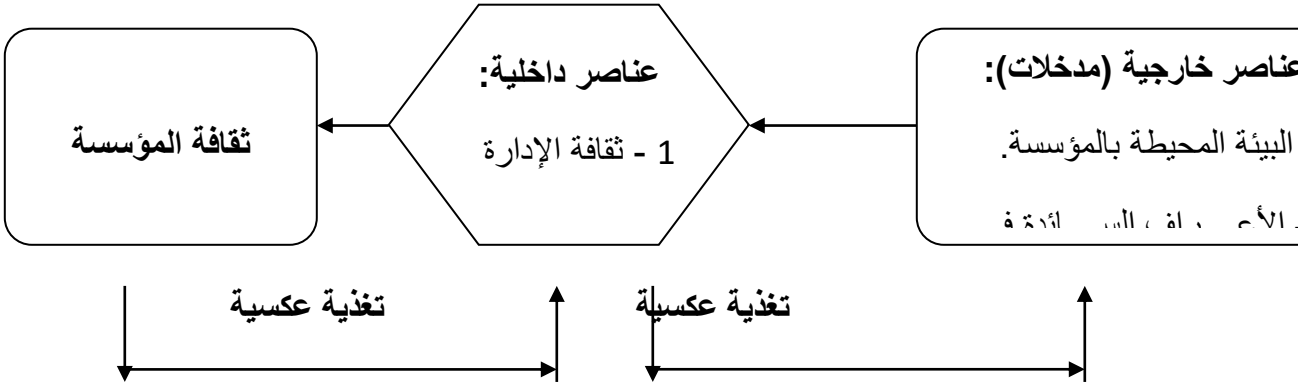 عناصر خارجية (مدخلات):
البيئة المحيطة بالمؤسسة.
عناصر داخلية:
1 - ثقافة الإدارة
ثقافة المؤسسة
تغذية عكسية
تغذية عكسية